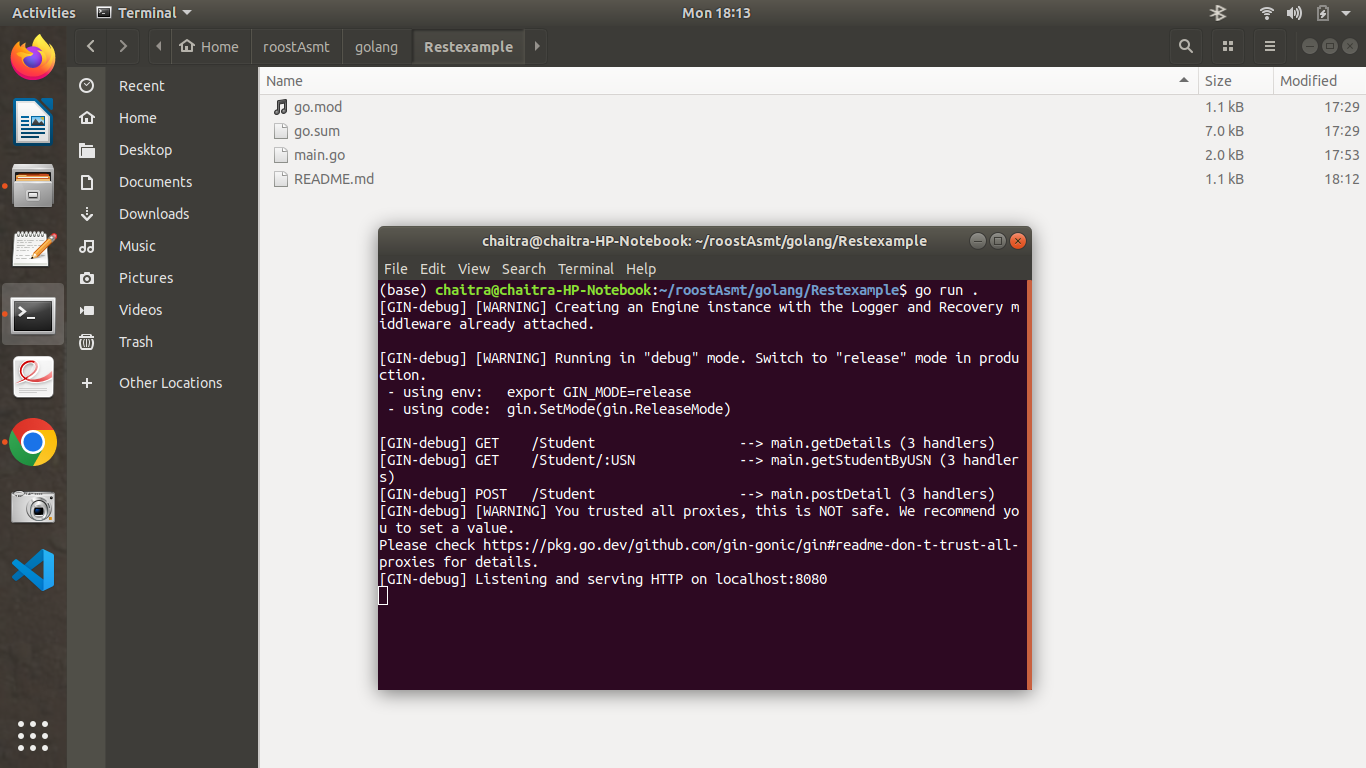 Activities Terminal Mon 18:13
Home roostAsmt golang Restexample
Recent
Home
Desktop
Documents
Downloads
Music
Pictures
Videos
Trash
Other Locations
Name Size Modified
go.mod 1.1 kB 17:29
go.sum 7.0 kB 17:29
main.go 2.0 kB 17:53
README.md 1.1 kB 18:12
chaitra@chaitra-HP-Notebook: ~/roostAsmt/golang/Restexample
File Edit View Search Terminal Help
(base) chaitra@chaitra-HP-Notebook:~/roostAsmt/golang/Restexample$ go run .
[GIN-debug] [WARNING] Creating an Engine instance with the Logger and Recovery m
iddleware already attached.
[GIN-debug] [WARNING] Running in "debug" mode. Switch to "release" mode in produ
ction.
- using env: export GIN_MODE=release
- using code: gin.SetMode(gin.ReleaseMode)
[GIN-debug] GET /Student --> main.getDetails (3 handlers)
[GIN-debug] GET /Student/:USN --> main.getStudentByUSN (3 handler
s)
[GIN-debug] POST /Student --> main.postDetail (3 handlers)
[GIN-debug] [WARNING] You trusted all proxies, this is NOT safe. We recommend yo
u to set a value.
Please check https://pkg.go.dev/github.com/gin-gonic/gin#readme-don-t-trust-all-
proxies for details.
[GIN-debug] Listening and serving HTTP on localhost:8080